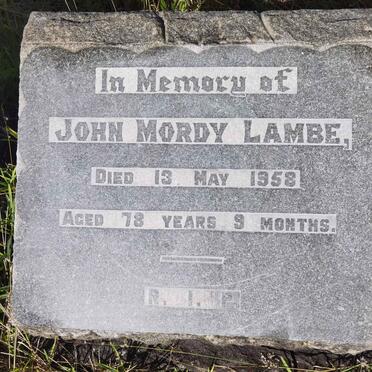 In Memory of
JOHN MORDY LAMBE,
DIED 13 MAY 1958
AGED 78 YEARS 9 MONTHS.
R.I.P.